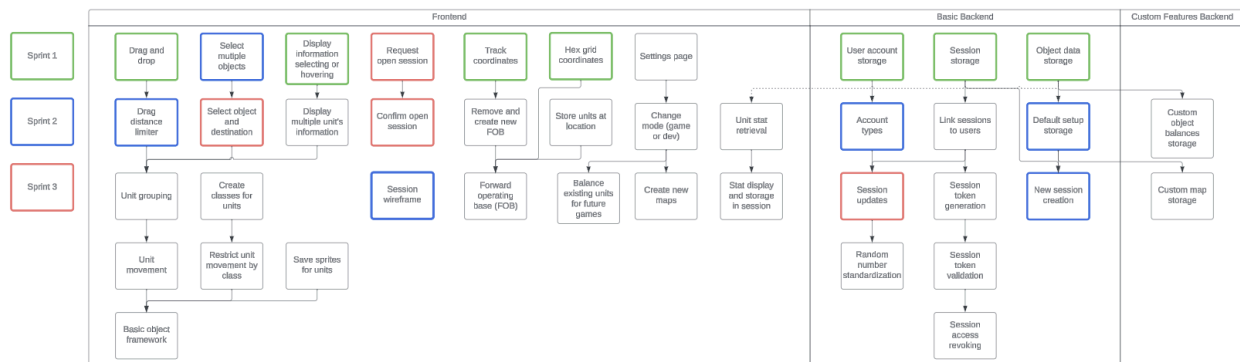 Frontend
Basic Backend
Custom Features Backend
Sprint 1
Drag and
drop
Select
mutliple
objects
Display
information
selecting or
hovering
Request
open session
Track
coordinates
Hex grid
coordinates
Settings page
User account
storage
Session
storage
Object data
storage
Sprint 2
Drag
distance
limiter
Select object
and
destination
Display
multiple unit's
information
Confirm open
session
Remove and
create new
FOB
Store units at
location
Change
mode (game
or dev)
Unit stat
retrieval
Account
types
Link sessions
to users
Default setup
storage
Custom
object
balances
storage
Sprint 3
Unit grouping
Create
classes for
units
Session
wireframe
Forward
operating
base (FOB)
Balance
existing units
for future
games
Create new
maps
Stat display
and storage
in session
Session
updates
Session
token
generation
New session
creation
Custom map
storage
Unit
movement
Restrict unit
movement by
class
Save sprites
for units
Random
number
standardization
Session
token
validation
Basic object
framework
Session
access
revoking